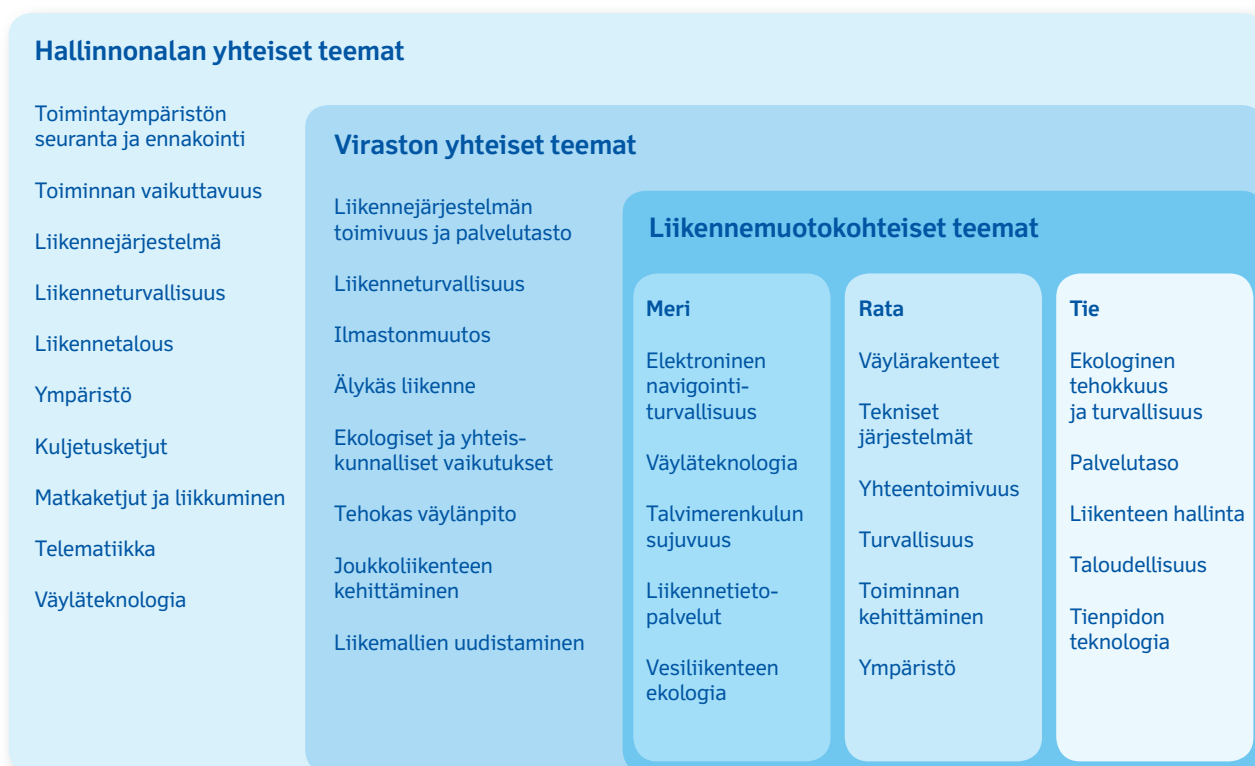 Hallinnonalan yhteiset teemat
Toimintaympäristön
seuranta ja ennakointi
Toiminnan vaikuttavuus
Liikennejärjestelmä
Liikenneturvallisuus
Liikennetalous
Ympäristö
Kuljetusketjut
Matkaketjut ja liikkuminen
Telematiikka
Väyläteknologia
Viraston yhteiset teemat
Liikennejärjestelmän
toimivuus ja palvelutasto
Liikenneturvallisuus
Ilmastonmuutos
Älykäs liikenne
Ekologiset ja yhteis-
kunnalliset vaikutukset
Tehokas väylänpito
Joukkoliikenteen
kehittäminen
Liikemallien uudistaminen
Liikennemuotokohteiset teemat
Meri
Elektroninen
navigointi-
turvallisuus
Väyläteknologia
Talvimerenkulun
sujuvuus
Liikennetieto-
palvelut
Vesiliikenteen
ekologia
Rata
Väylärakenteet
Tekniset
järjestelmät
Yhteentoimivuus
Turvallisuus
Toiminnan
kehittäminen
Ympäristö
Tie
Ekologinen
tehokkuus
ja turvallisuus
Palvelutaso
Liikenteen hallinta
Taloudellisuus
Tienpidon
teknologia